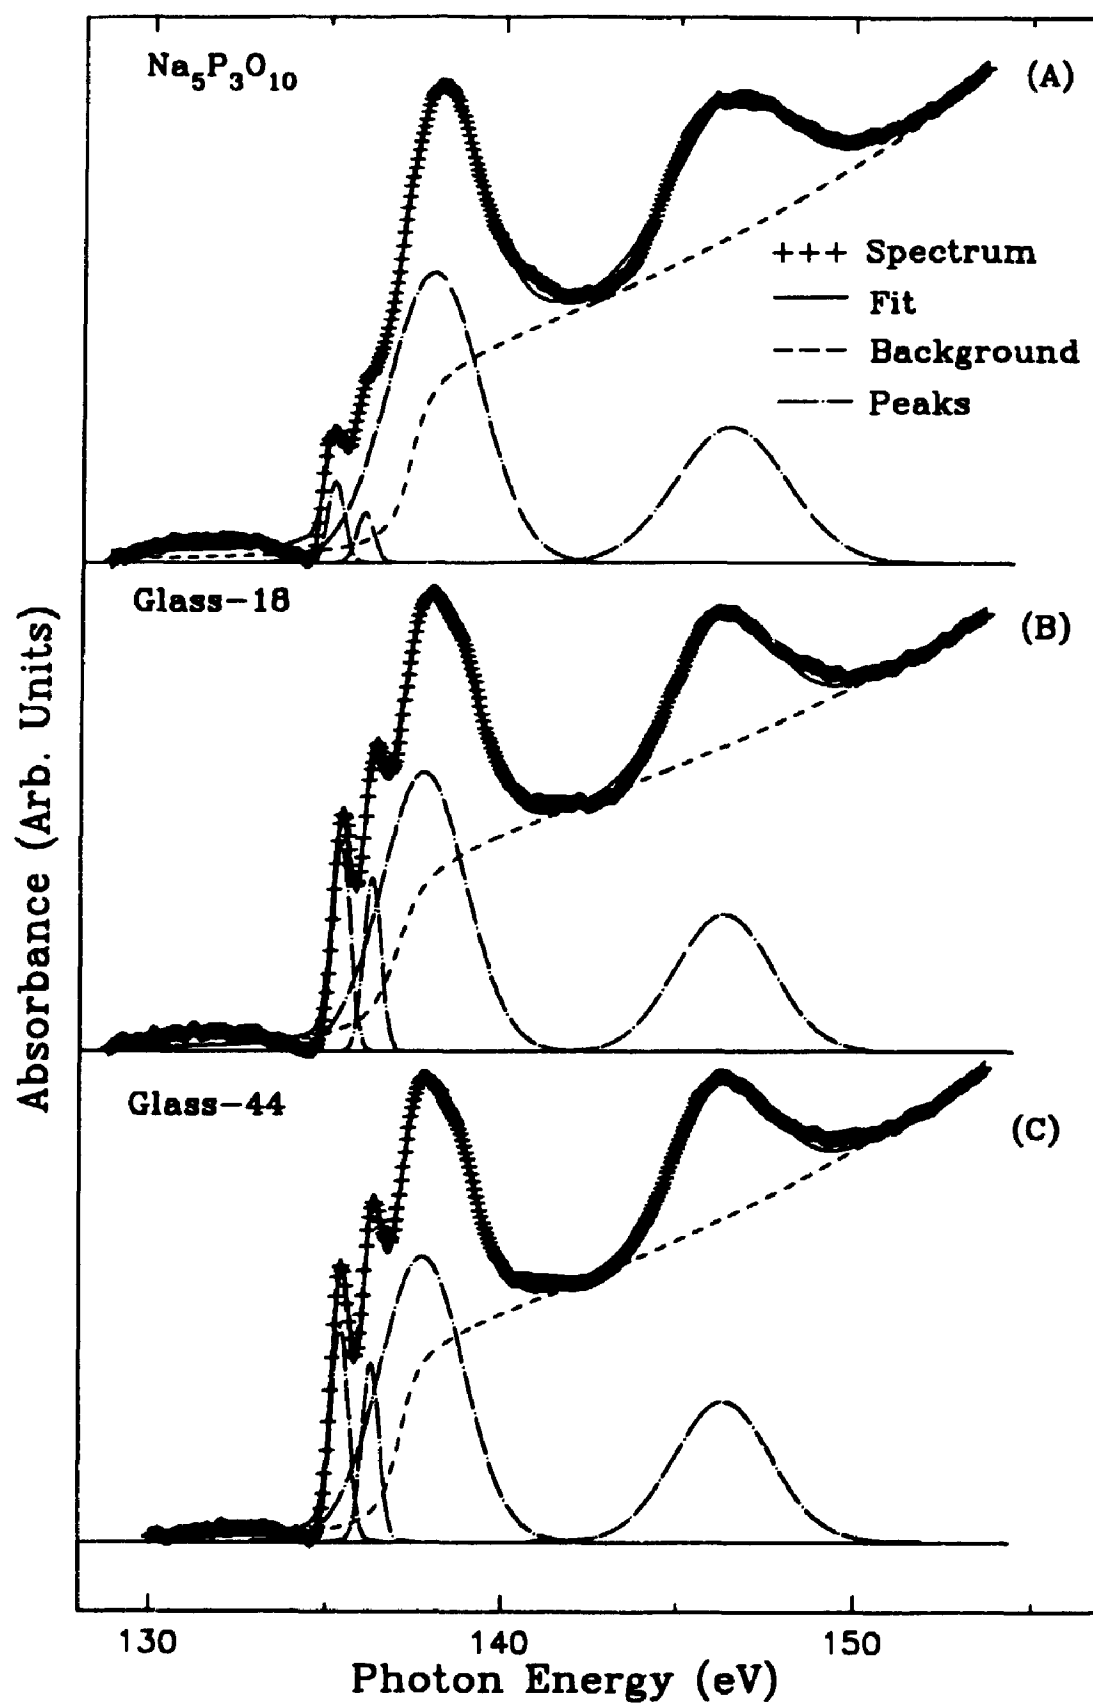 Na5P3O10
(A)
+++ Spectrum
Fit
Background
Peaks
Glass-18
(B)
Glass-44
(C)
Absorbance (Arb. Units)
130 140 150
Photon Energy (eV)